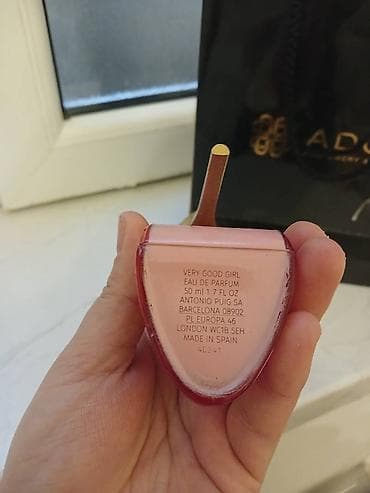 ADO
VERY GOOD GIRL
EAU DE PARFUM
50 ml 1.7 FL OZ
ANTONIO PUIG SA
BARCELONA 08902
PL EUROPA 46
LONDON WC1B 5EH
MADE IN SPAIN